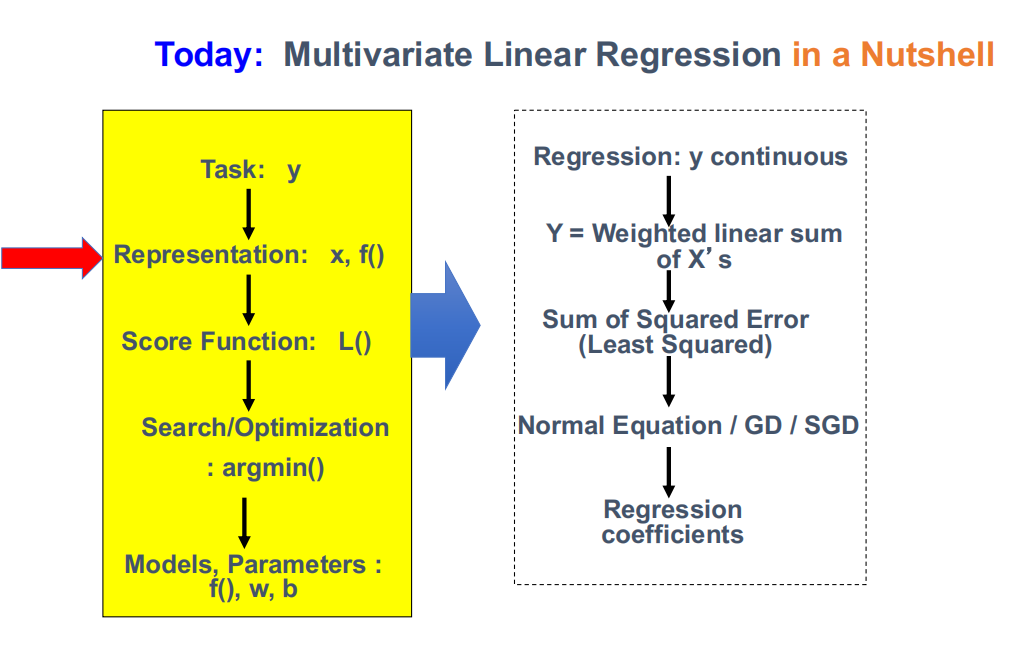 Today: Multivariate Linear Regression in a Nutshell
Task: y
Representation: x, f()
Score Function: L()
Search/Optimization
: argmin()
Models, Parameters :
f(), w, b
Regression: y continuous
Y = Weighted linear sum
of X’s
Sum of Squared Error
(Least Squared)
Normal Equation / GD / SGD
Regression
coefficients